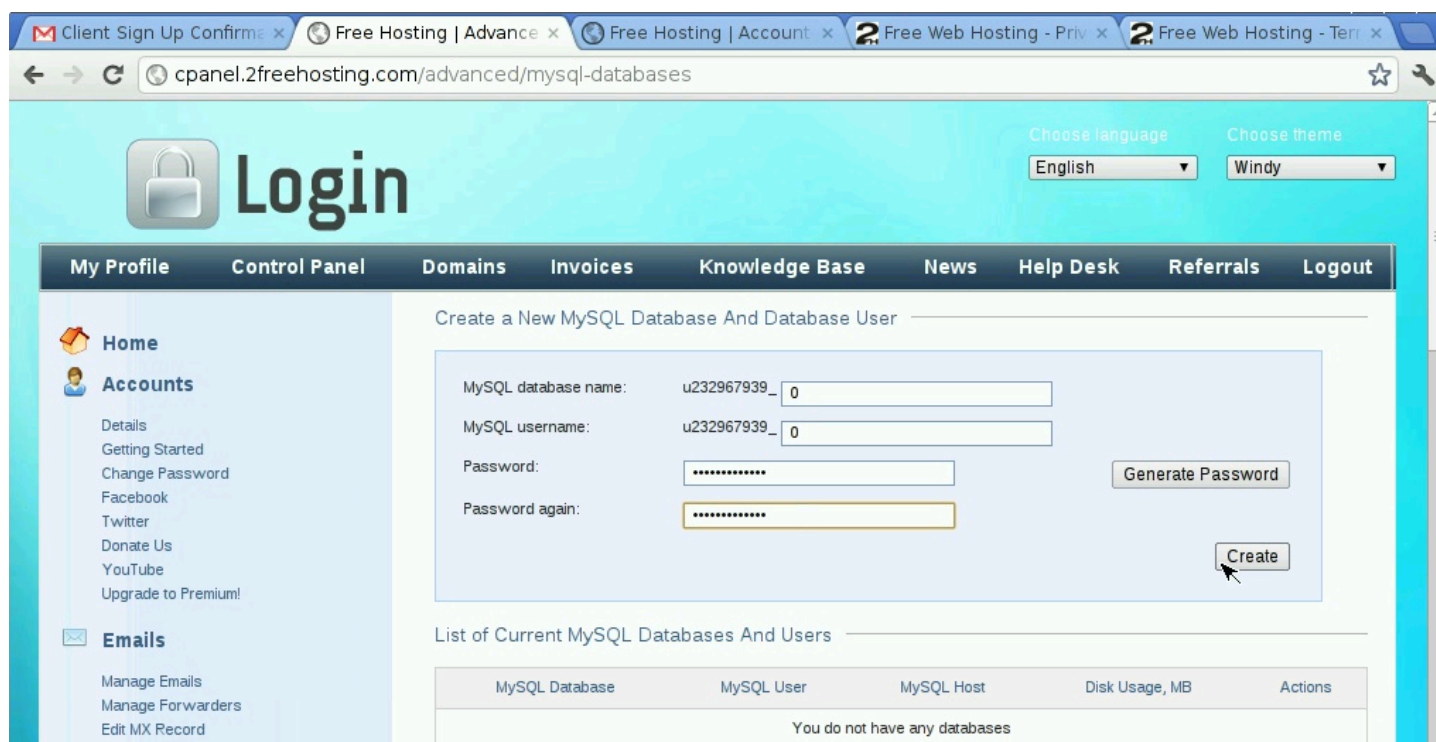 Client Sign Up Confirma Free Hosting | Advance Free Hosting | Account Free Web Hosting - Priv Free Web Hosting - Terr
cpanel.2freehosting.com/advanced/mysql-databases
Choose language Choose theme
Login English Windy
My Profile Control Panel Domains Invoices Knowledge Base News Help Desk Referrals Logout
Create a New MySQL Database And Database User
Home
Accounts
Details
Getting Started
Change Password
Facebook
Twitter
Donate Us
YouTube
Upgrade to Premium!
Emails
Manage Emails
Manage Forwarders
Edit MX Record
MySQL database name: u232967939_ 0
MySQL username: u232967939_ 0
Password: ••••••••••••• Generate Password
Password again: •••••••••••••
Create
List of Current MySQL Databases And Users
MySQL Database MySQL User MySQL Host Disk Usage, MB Actions
You do not have any databases